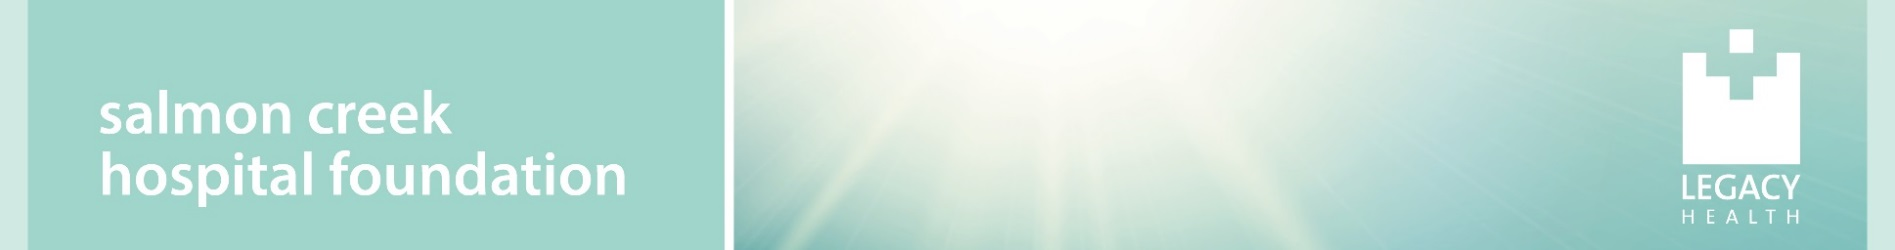 salmon creek
hospital foundation
LEGACY
HEALTH